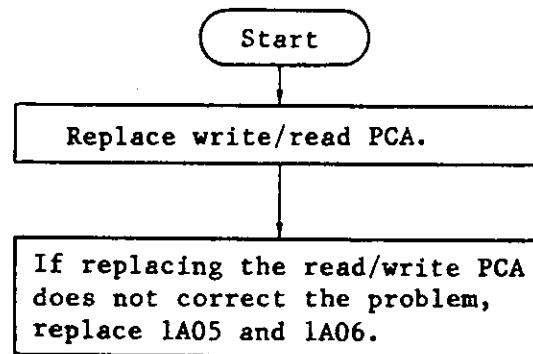 Start
Replace write/read PCA.
If replacing the read/write PCA
does not correct the problem,
replace 1A05 and 1A06.